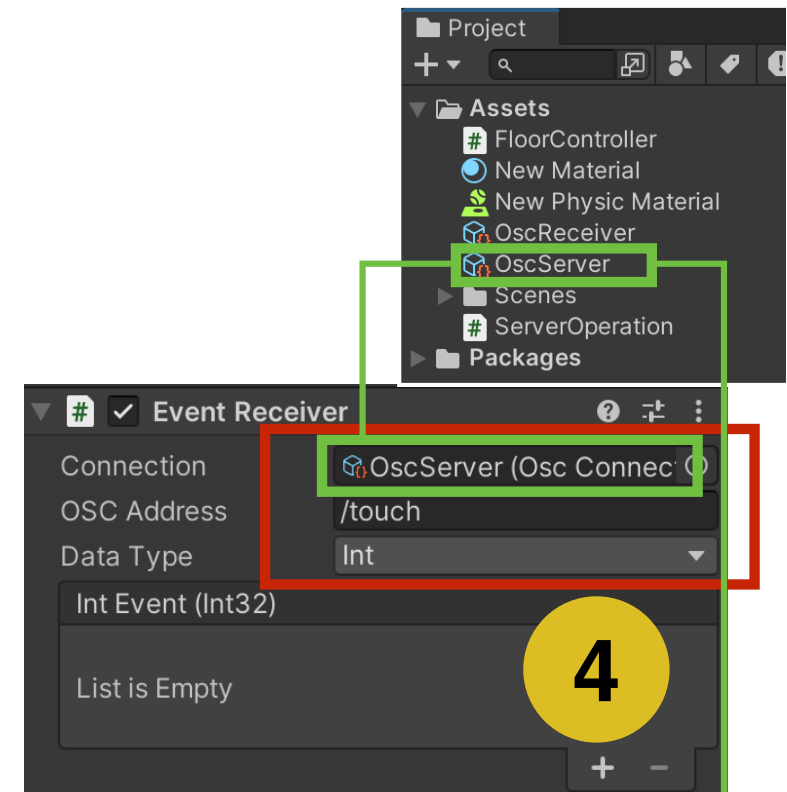 Project
Assets
FloorController
New Material
New Physic Material
OscReceiver
OscServer
Scenes
ServerOperation
Packages
Event Receiver
Connection
OscServer (Osc Connect
OSC Address
/touch
Data Type
Int
Int Event (Int32)
List is Empty
4